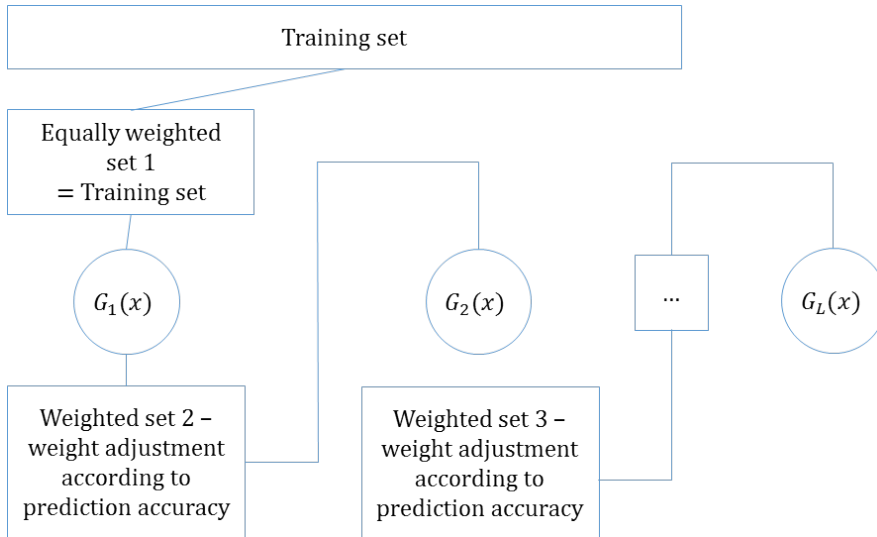 Training set
Equally weighted
set 1
= Training set
G₁(x)
G₂(x)
...
G_L(x)
Weighted set 2 –
weight adjustment
according to
prediction accuracy
Weighted set 3 –
weight adjustment
according to
prediction accuracy